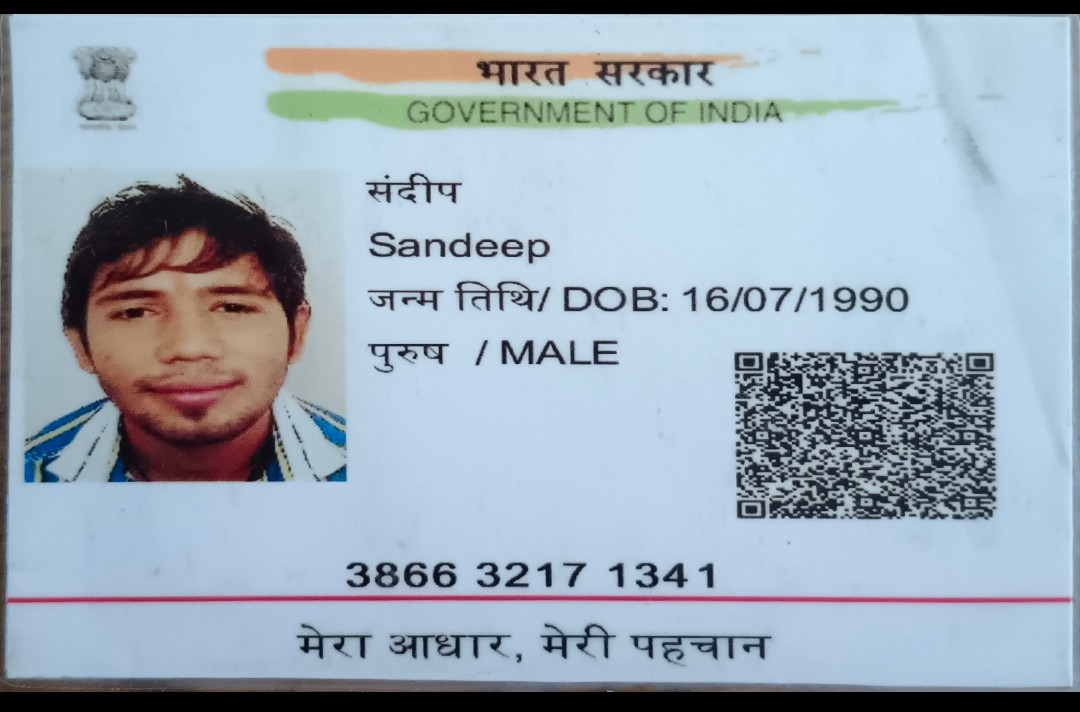 भारत सरकार
GOVERNMENT OF INDIA
संदीप
Sandeep
जन्म तिथि/ DOB: 16/07/1990
पुरुष / MALE
3866 3217 1341
मेरा आधार, मेरी पहचान